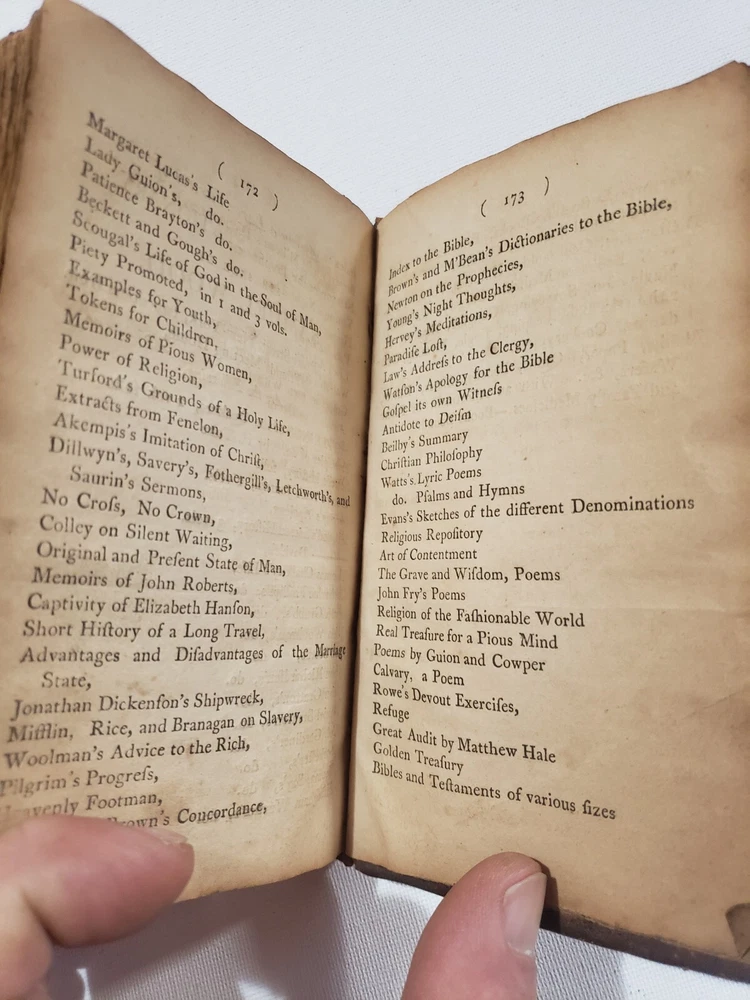 ( 172 )
Margaret Lucas's Life
Lady Guion's, do.
Patience Brayton's do.
Beckett and Gough's do.
Scougal's Life of God in the Soul of Man,
Piety Promoted, in 1 and 3 vols.
Examples for Youth,
Tokens for Children,
Memoirs of Pious Women,
Power of Religion,
Turford's Grounds of a Holy Life,
Extracts from Fenelon,
Akempis's Imitation of Chriſt,
Dillwyn's, Savery's, Fothergill's, Letchworth's, and
Saurin's Sermons,
No Croſs, No Crown,
Colley on Silent Waiting,
Original and Preſent State of Man,
Memoirs of John Roberts,
Captivity of Elizabeth Hanſon,
Short Hiſtory of a Long Travel,
Advantages and Diſadvantages of the Marriage
State,
Jonathan Dickenſon's Shipwreck,
Mifflin, Rice, and Branagan on Slavery,
Woolman's Advice to the Rich,
Pilgrim's Progreſs,
Heavenly Footman,
Brown's Concordance,
( 173 )
Index to the Bible,
Brown's and M'Bean's Dictionaries to the Bible,
Newton on the Prophecies,
Young's Night Thoughts,
Hervey's Meditations,
Paradiſe Loſt,
Law's Addreſs to the Clergy,
Watſon's Apology for the Bible
Goſpel its own Witneſs
Antidote to Deiſm
Beilby's Summary
Chriſtian Philoſophy
Watts's Lyric Poems
do. Pſalms and Hymns
Evans's Sketches of the different Denominations
Religious Repoſitory
Art of Contentment
The Grave and Wiſdom, Poems
John Fry's Poems
Religion of the Faſhionable World
Real Treaſure for a Pious Mind
Poems by Guion and Cowper
Calvary, a Poem
Rowe's Devout Exerciſes,
Refuge
Great Audit by Matthew Hale
Golden Treaſury
Bibles and Teſtaments of various ſizes